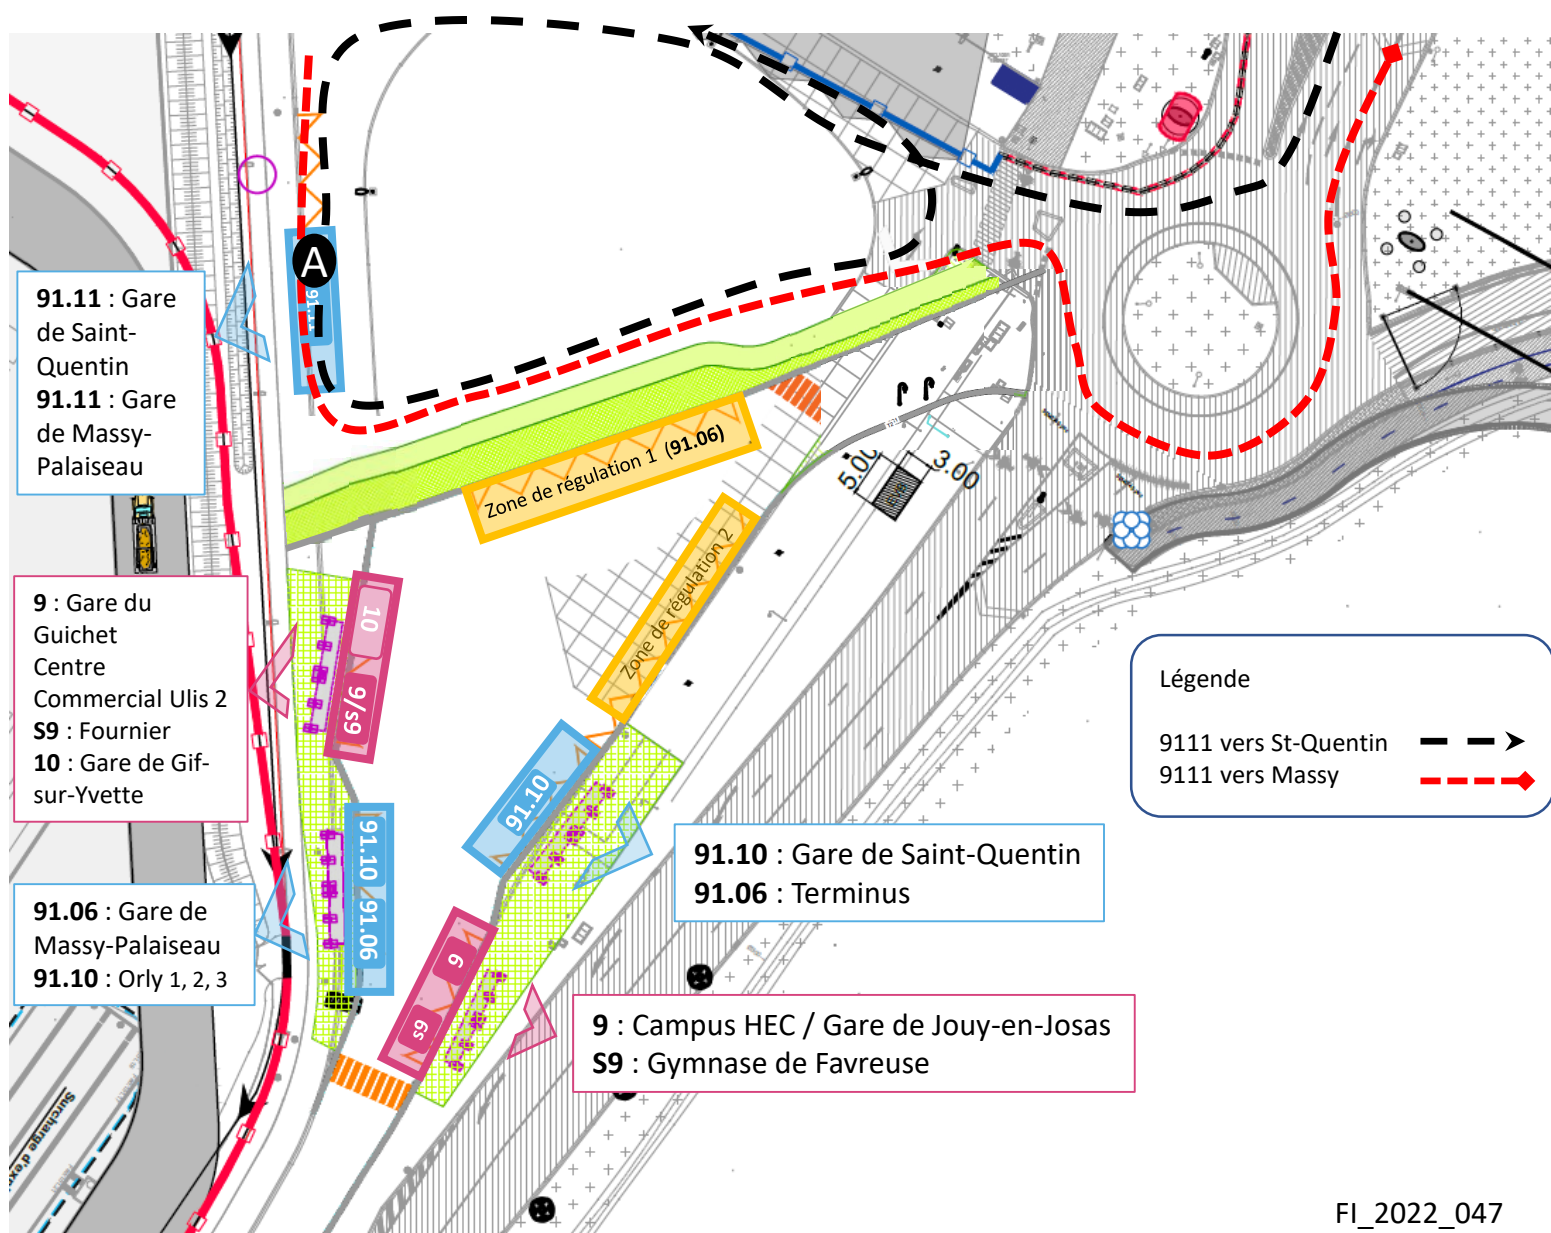 A
91.11 : Gare
de Saint-
Quentin
91.11 : Gare
de Massy-
Palaiseau
Zone de régulation 1 (91.06)
5.00
3.00
Zone de régulation 2
9 : Gare du
Guichet
Centre
Commercial Ulis 2
S9 : Fournier
10 : Gare de Gif-
sur-Yvette
10
9/s9
Légende
9111 vers St-Quentin
9111 vers Massy
91.10
91.10 91.06
91.10 : Gare de Saint-Quentin
91.06 : Terminus
91.06 : Gare de
Massy-Palaiseau
91.10 : Orly 1, 2, 3
9
s9
9 : Campus HEC / Gare de Jouy-en-Josas
S9 : Gymnase de Favreuse
Surcharge d'exp
FI_2022_047